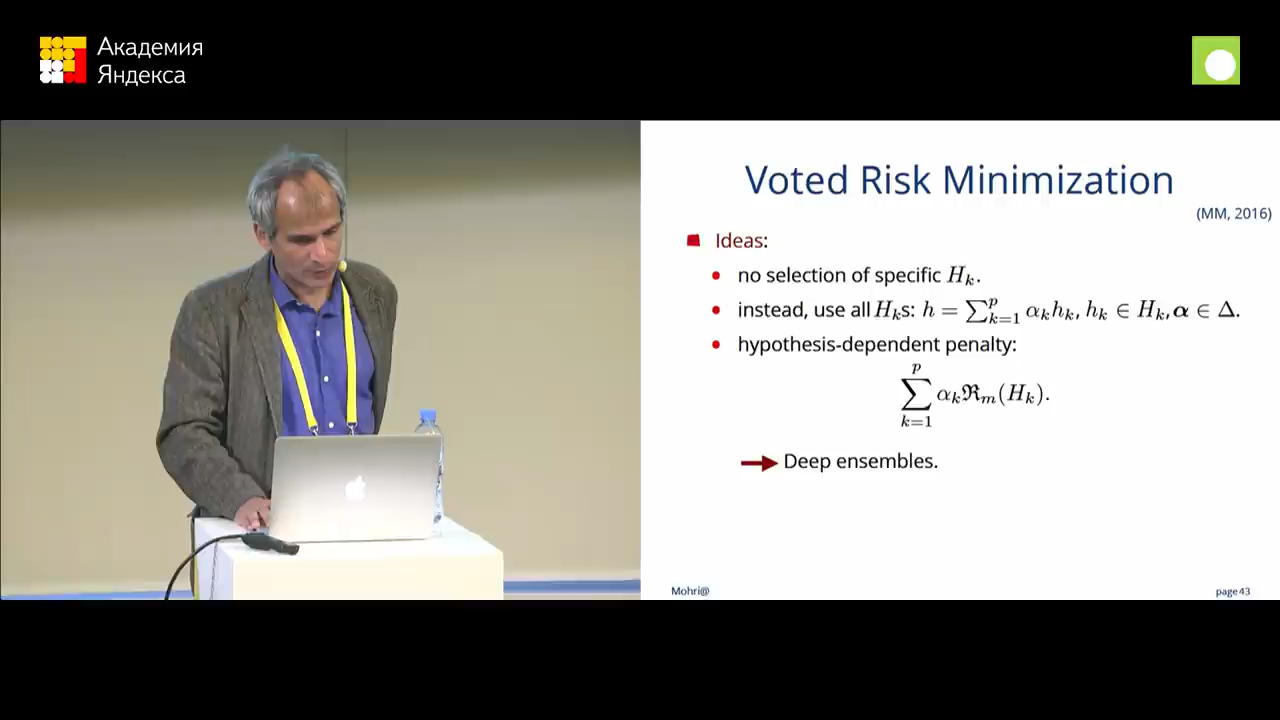 Академия
Яндекса
Voted Risk Minimization
(MM, 2016)
Ideas:
no selection of specific H_k.
instead, use all H_ks: h = ∑_{k=1}^{p} α_k h_k, h_k ∈ H_k, α ∈ Δ.
hypothesis-dependent penalty:
∑_{k=1}^{p} α_k ℜ_m(H_k).
Deep ensembles.
Mohri@
page 43